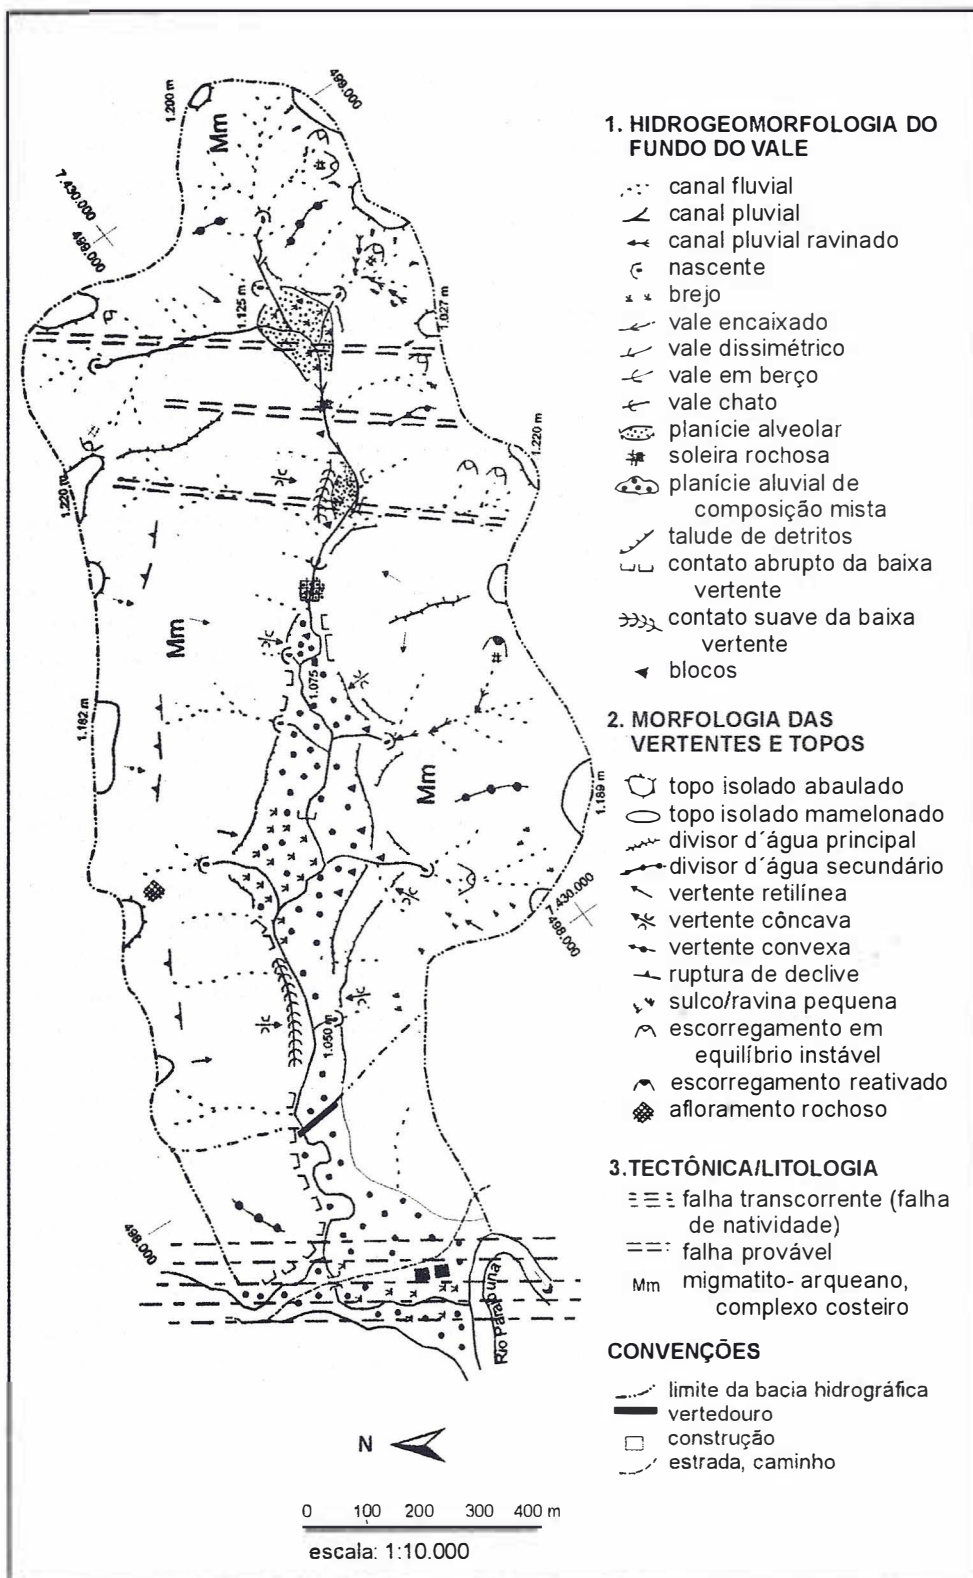 499.000
1.200 m
Mm
7.430.000
499.000
1.125 m.
1.027 m
1.220 m
1.220 m
Mm
1.075 m
1.182 m
Mm
1.189 m
7.430.000
498.000
1.050 m
498.000
Rio Paraibuna
N
0 100 200 300 400 m
escala: 1:10.000
1. HIDROGEOMORFOLOGIA DO
FUNDO DO VALE
canal fluvial
canal pluvial
canal pluvial ravinado
nascente
brejo
vale encaixado
vale dissimétrico
vale em berço
vale chato
planície alveolar
soleira rochosa
planície aluvial de
composição mista
talude de detritos
contato abrupto da baixa
vertente
contato suave da baixa
vertente
blocos
2. MORFOLOGIA DAS
VERTENTES E TOPOS
topo isolado abaulado
topo isolado mamelonado
divisor d´água principal
divisor d´água secundário
vertente retilínea
vertente côncava
vertente convexa
ruptura de declive
sulco/ravina pequena
escorregamento em
equilíbrio instável
escorregamento reativado
afloramento rochoso
3.TECTÔNICA/LITOLOGIA
falha transcorrente (falha
de natividade)
falha provável
Mm migmatito- arqueano,
complexo costeiro
CONVENÇÕES
limite da bacia hidrográfica
vertedouro
construção
estrada, caminho